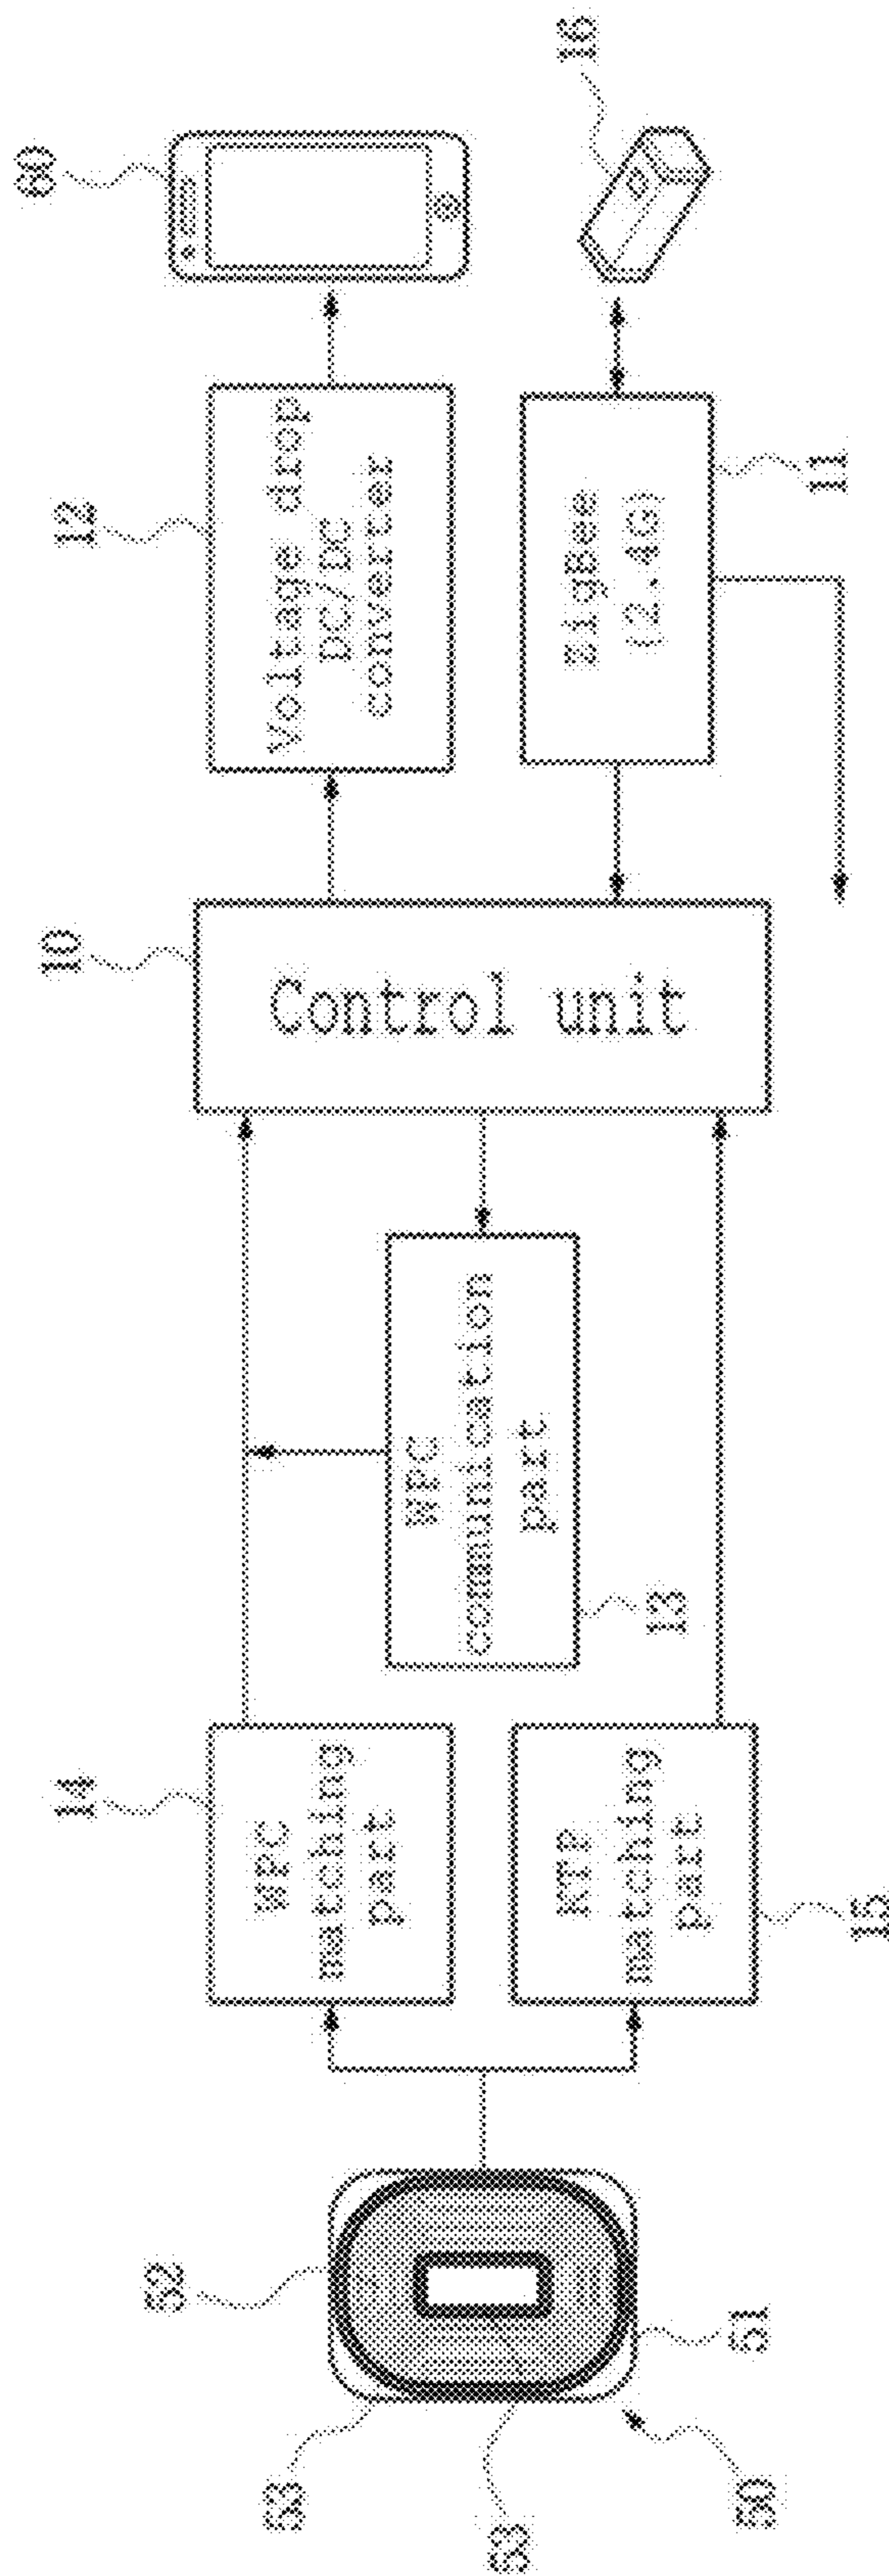 52
14
10
12
60
53
WPC
matching
part
Control unit
Voltage drop
DC/DC
converter
WPC
communication
part
13
53
50
51
KTP
matching
part
15
ZigBee
(2.4G)
11
16